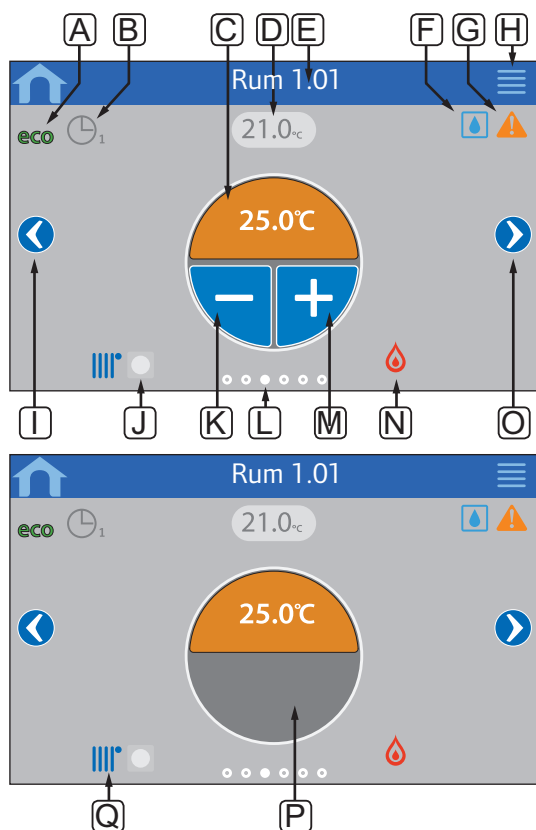 A B C D E F G H
Rum 1.01
eco 1 21.0°C
25.0°C
− +
I J K L M N O
Rum 1.01
eco 1 21.0°C
25.0°C
Q P